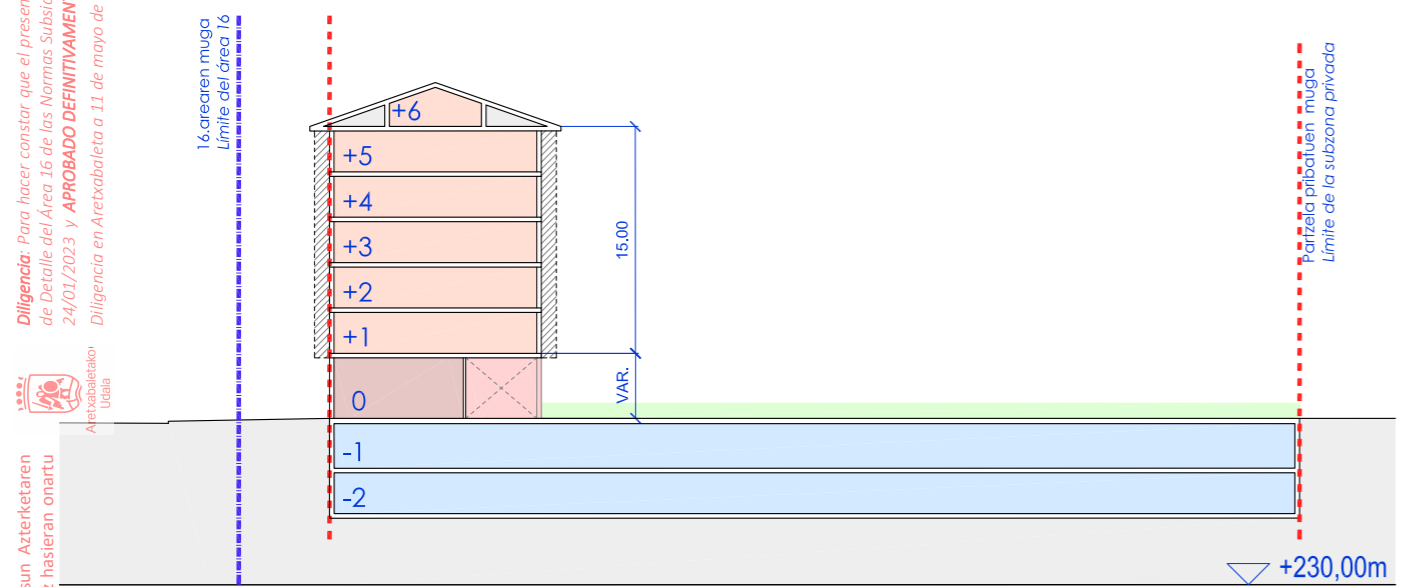 Diligencia: Para hacer constar que el presen
de Detalle del Área 16 de las Normas Subsid
24/01/2023 y APROBADO DEFINITIVAMEN
Diligencia en Aretxabaleta a 11 de mayo de
Aretxabaletako
Udala
sun Azterketaren
z hasieran onartu
16.arearen muga
Límite del área 16
+6
+5
+4
+3
+2
+1
0
-1
-2
15.00
VAR.
Partzela pribatuen muga
Límite de la subzona privada
+230,00m